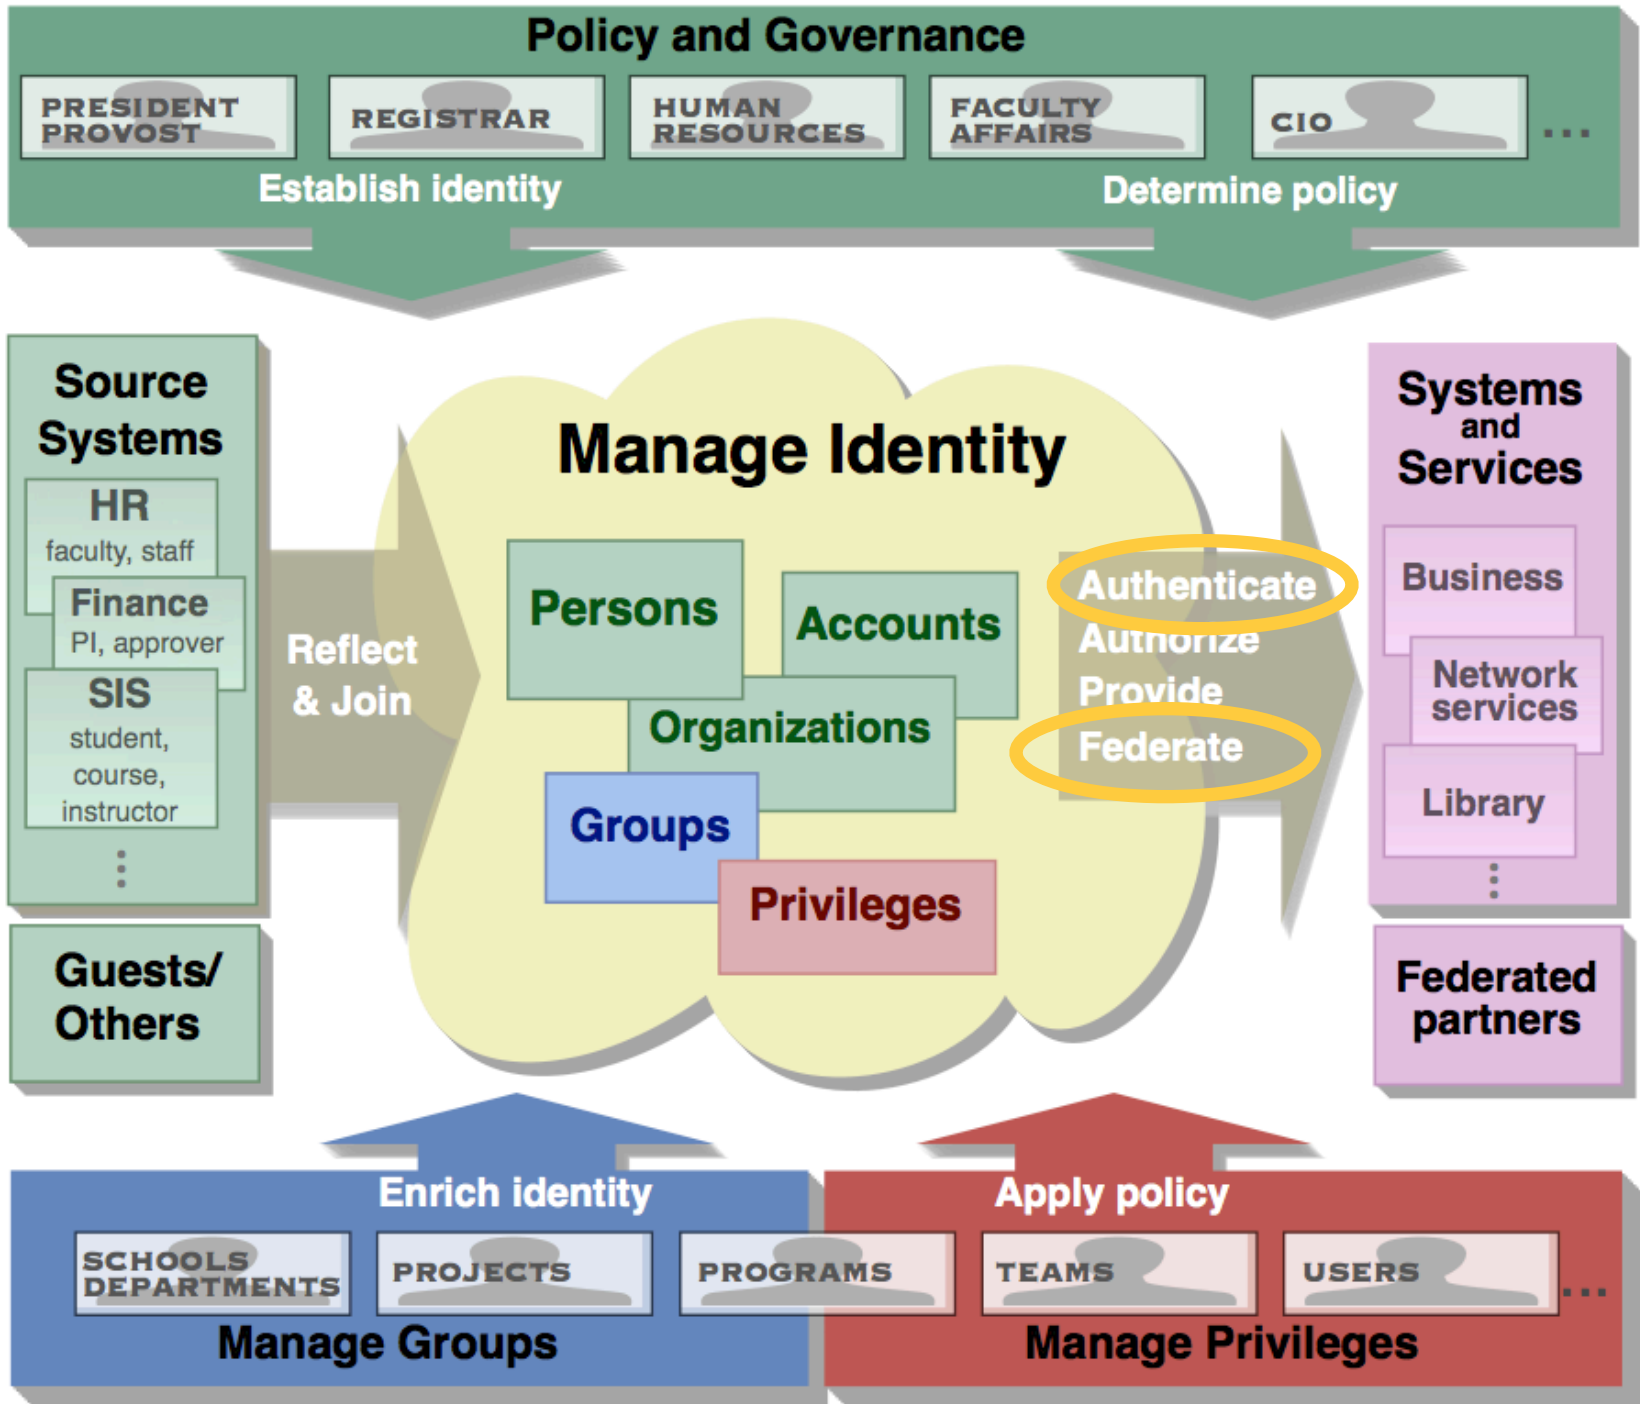 Policy and Governance
PRESIDENT
PROVOST
REGISTRAR
HUMAN
RESOURCES
FACULTY
AFFAIRS
CIO
...
Establish identity
Determine policy
Source
Systems
HR
faculty, staff
Finance
PI, approver
SIS
student,
course,
instructor
Guests/
Others
Reflect
& Join
Manage Identity
Persons
Accounts
Organizations
Groups
Privileges
Authenticate
Authorize
Provide
Federate
Systems
and
Services
Business
Network
services
Library
Federated
partners
Enrich identity
SCHOOLS
DEPARTMENTS
PROJECTS
PROGRAMS
Manage Groups
Apply policy
TEAMS
USERS
...
Manage Privileges